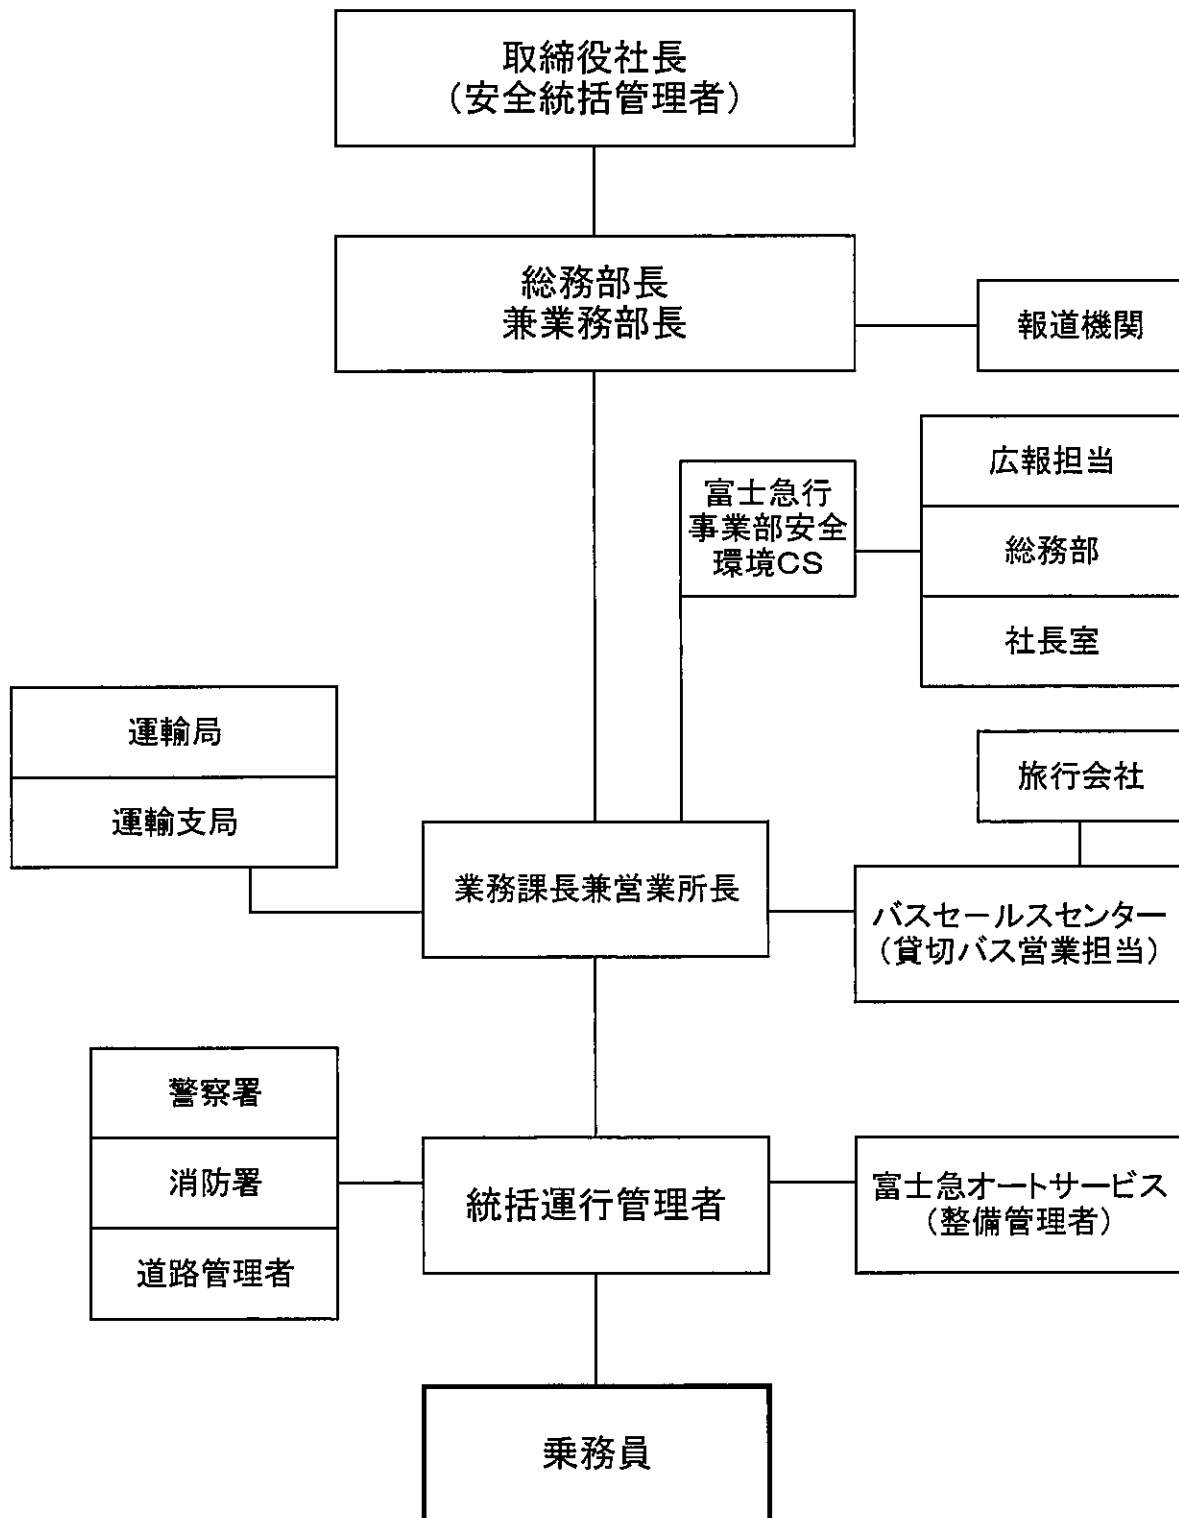 取締役社長
（安全統括管理者）
総務部長
兼業務部長
報道機関
広報担当
総務部
社長室
富士急行
事業部安全
環境CS
運輸局
運輸支局
旅行会社
業務課長兼営業所長
バスセールスセンター
（貸切バス営業担当）
警察署
消防署
道路管理者
統括運行管理者
富士急オートサービス
（整備管理者）
乗務員